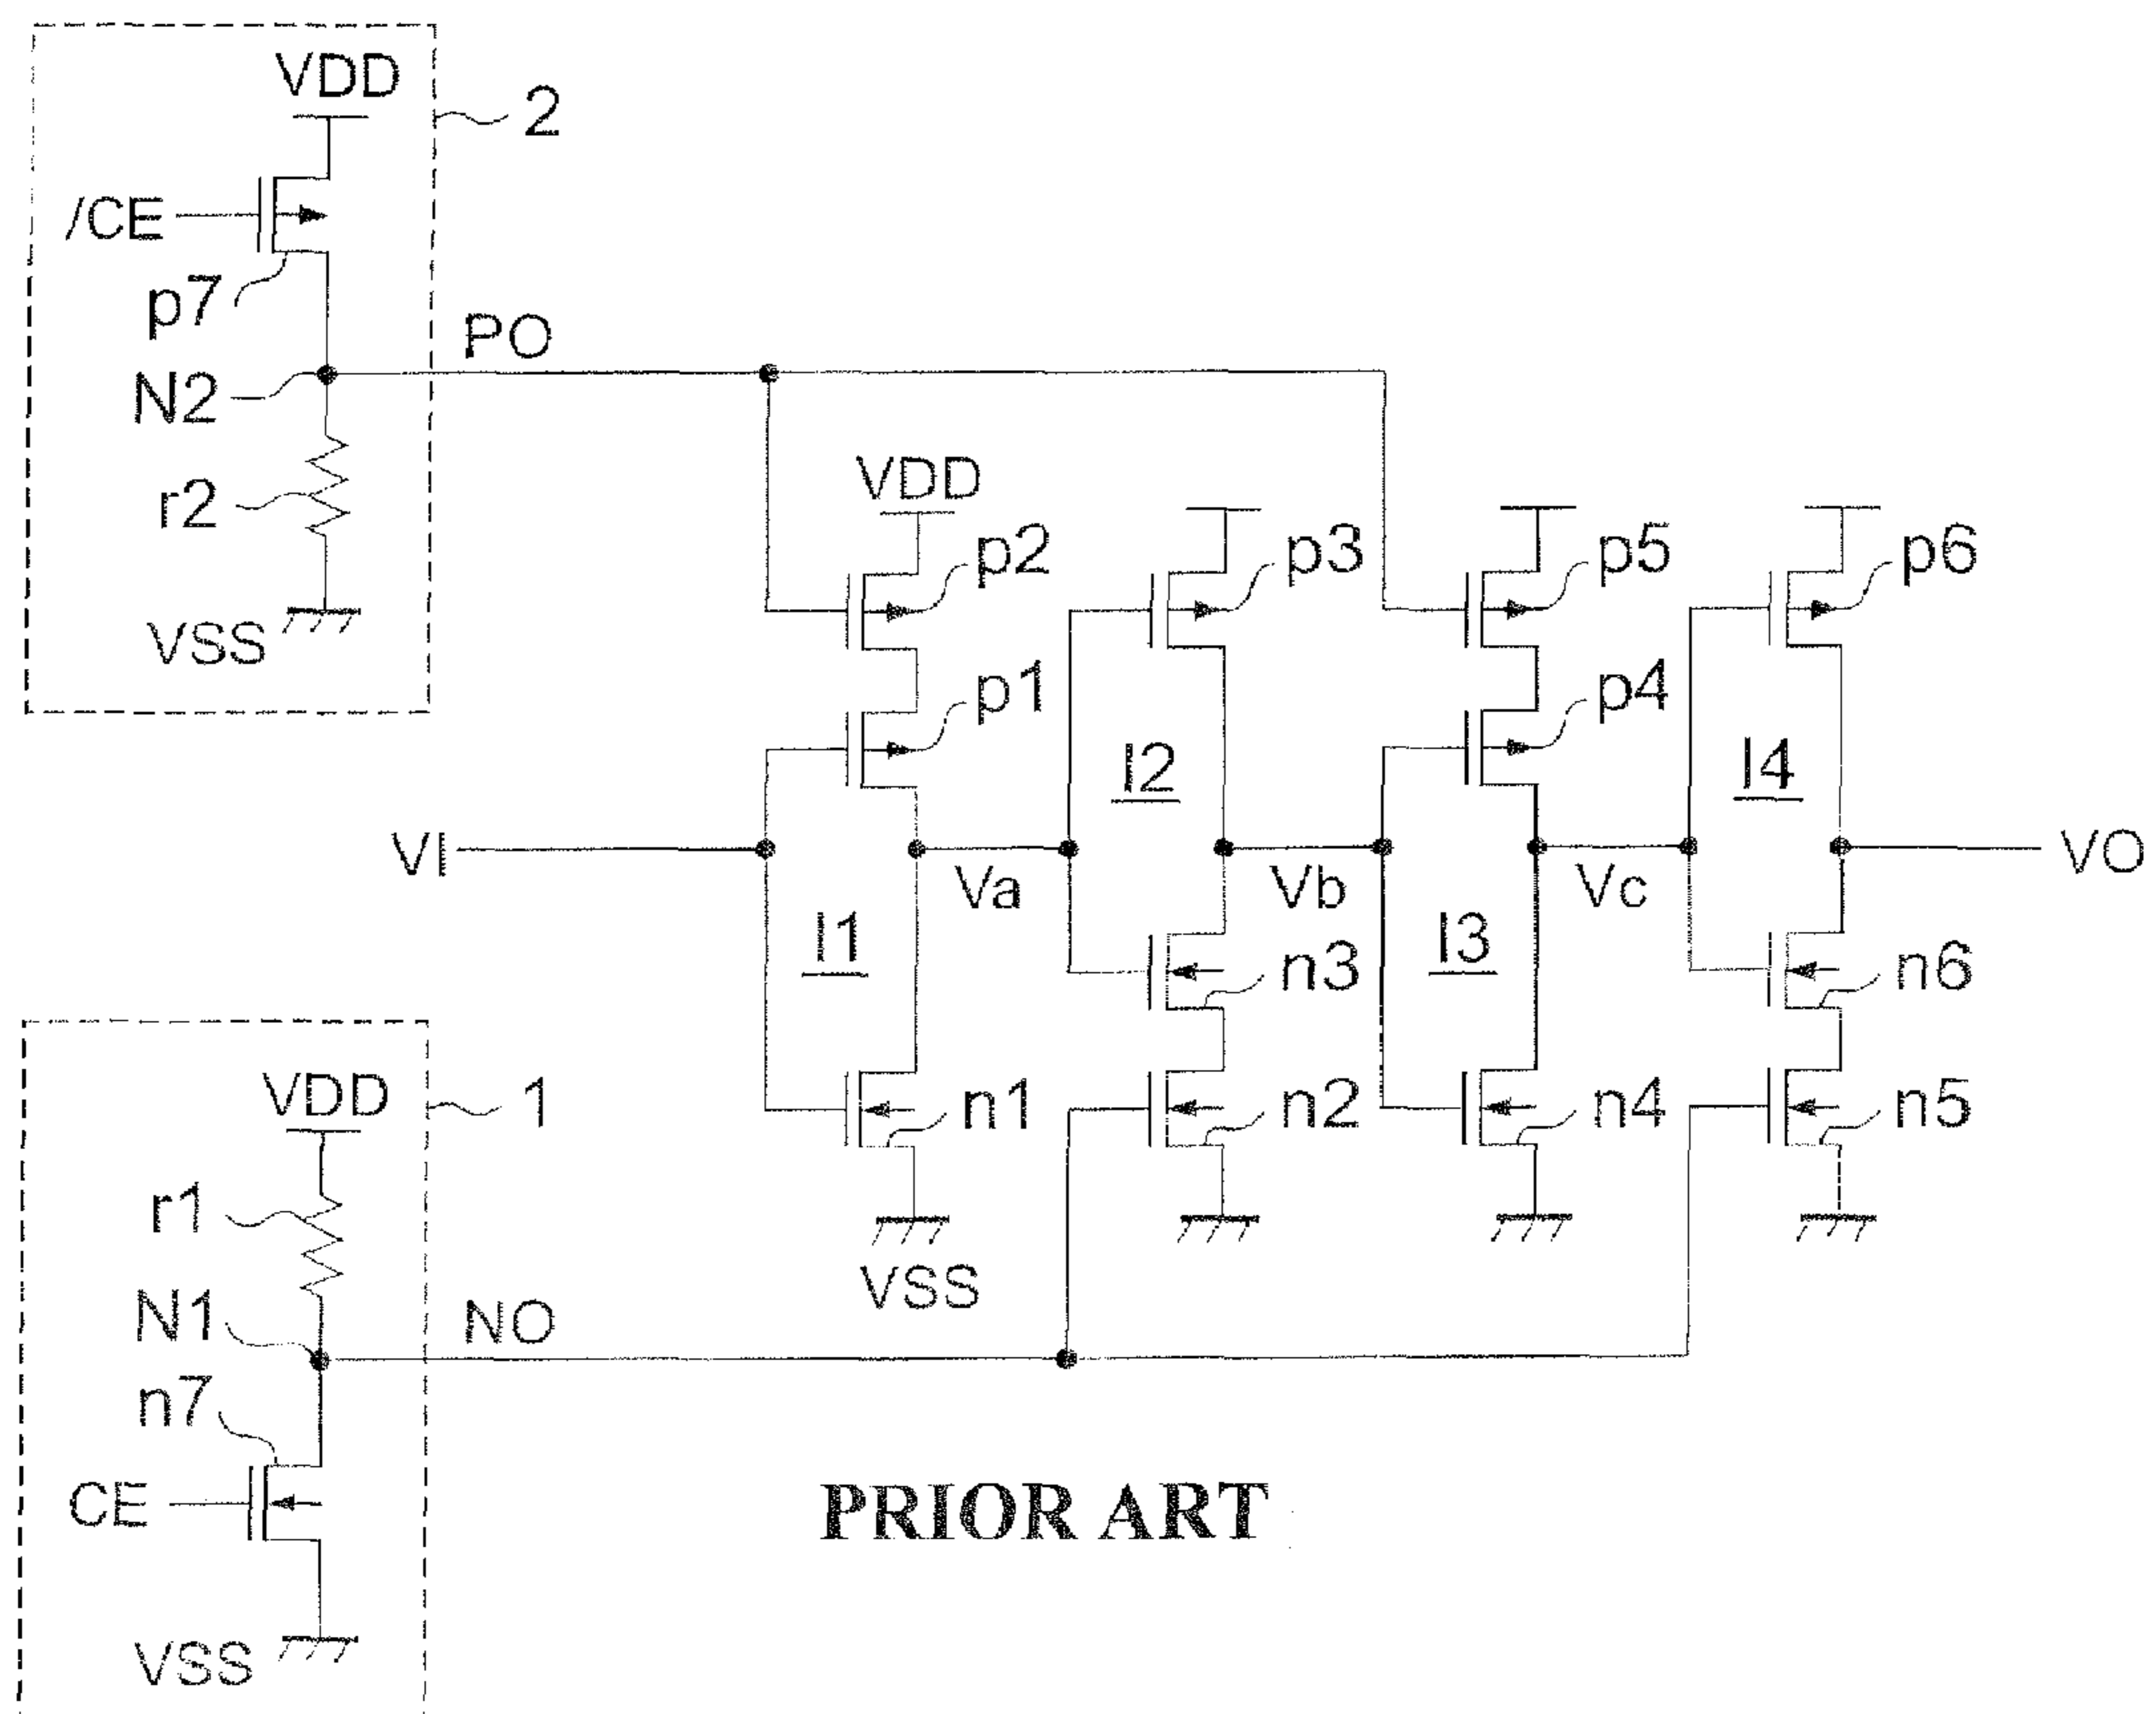 VDD
2
/CE
p7
PO
N2
r2
VSS
VDD
p2
p3
p5
p6
p1
p4
I2
I4
VI
Va
Vb
Vc
VO
I1
I3
n3
n6
VDD
1
n1
n2
n4
n5
r1
VSS
N1
NO
n7
CE
PRIOR ART
VSS